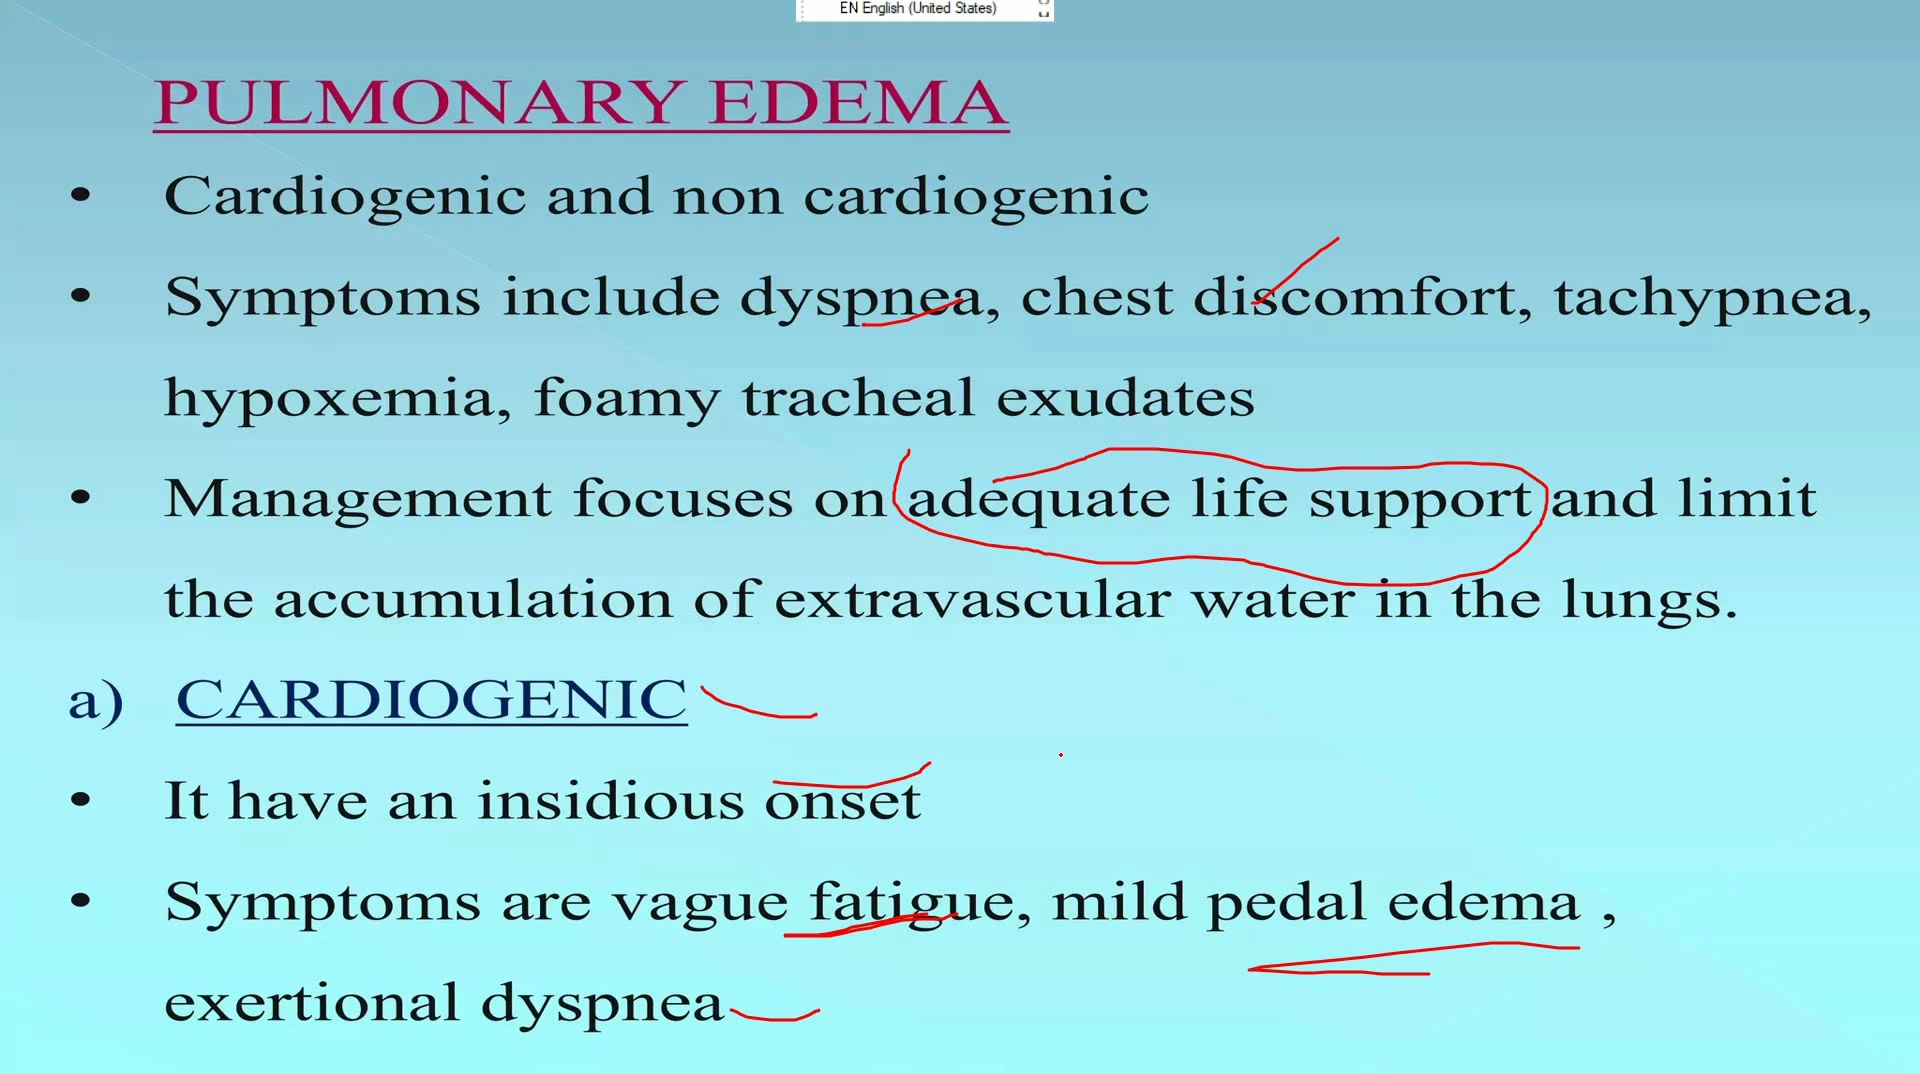 EN English (United States)
PULMONARY EDEMA
• Cardiogenic and non cardiogenic
• Symptoms include dyspnea, chest discomfort, tachypnea,
hypoxemia, foamy tracheal exudates
• Management focuses on adequate life support and limit
the accumulation of extravascular water in the lungs.
a) CARDIOGENIC
• It have an insidious onset
• Symptoms are vague fatigue, mild pedal edema ,
exertional dyspnea